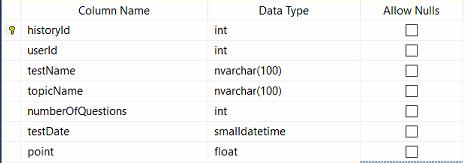 Column Name Data Type Allow Nulls
historyId int
userId int
testName nvarchar(100)
topicName nvarchar(100)
numberOfQuestions int
testDate smalldatetime
point float